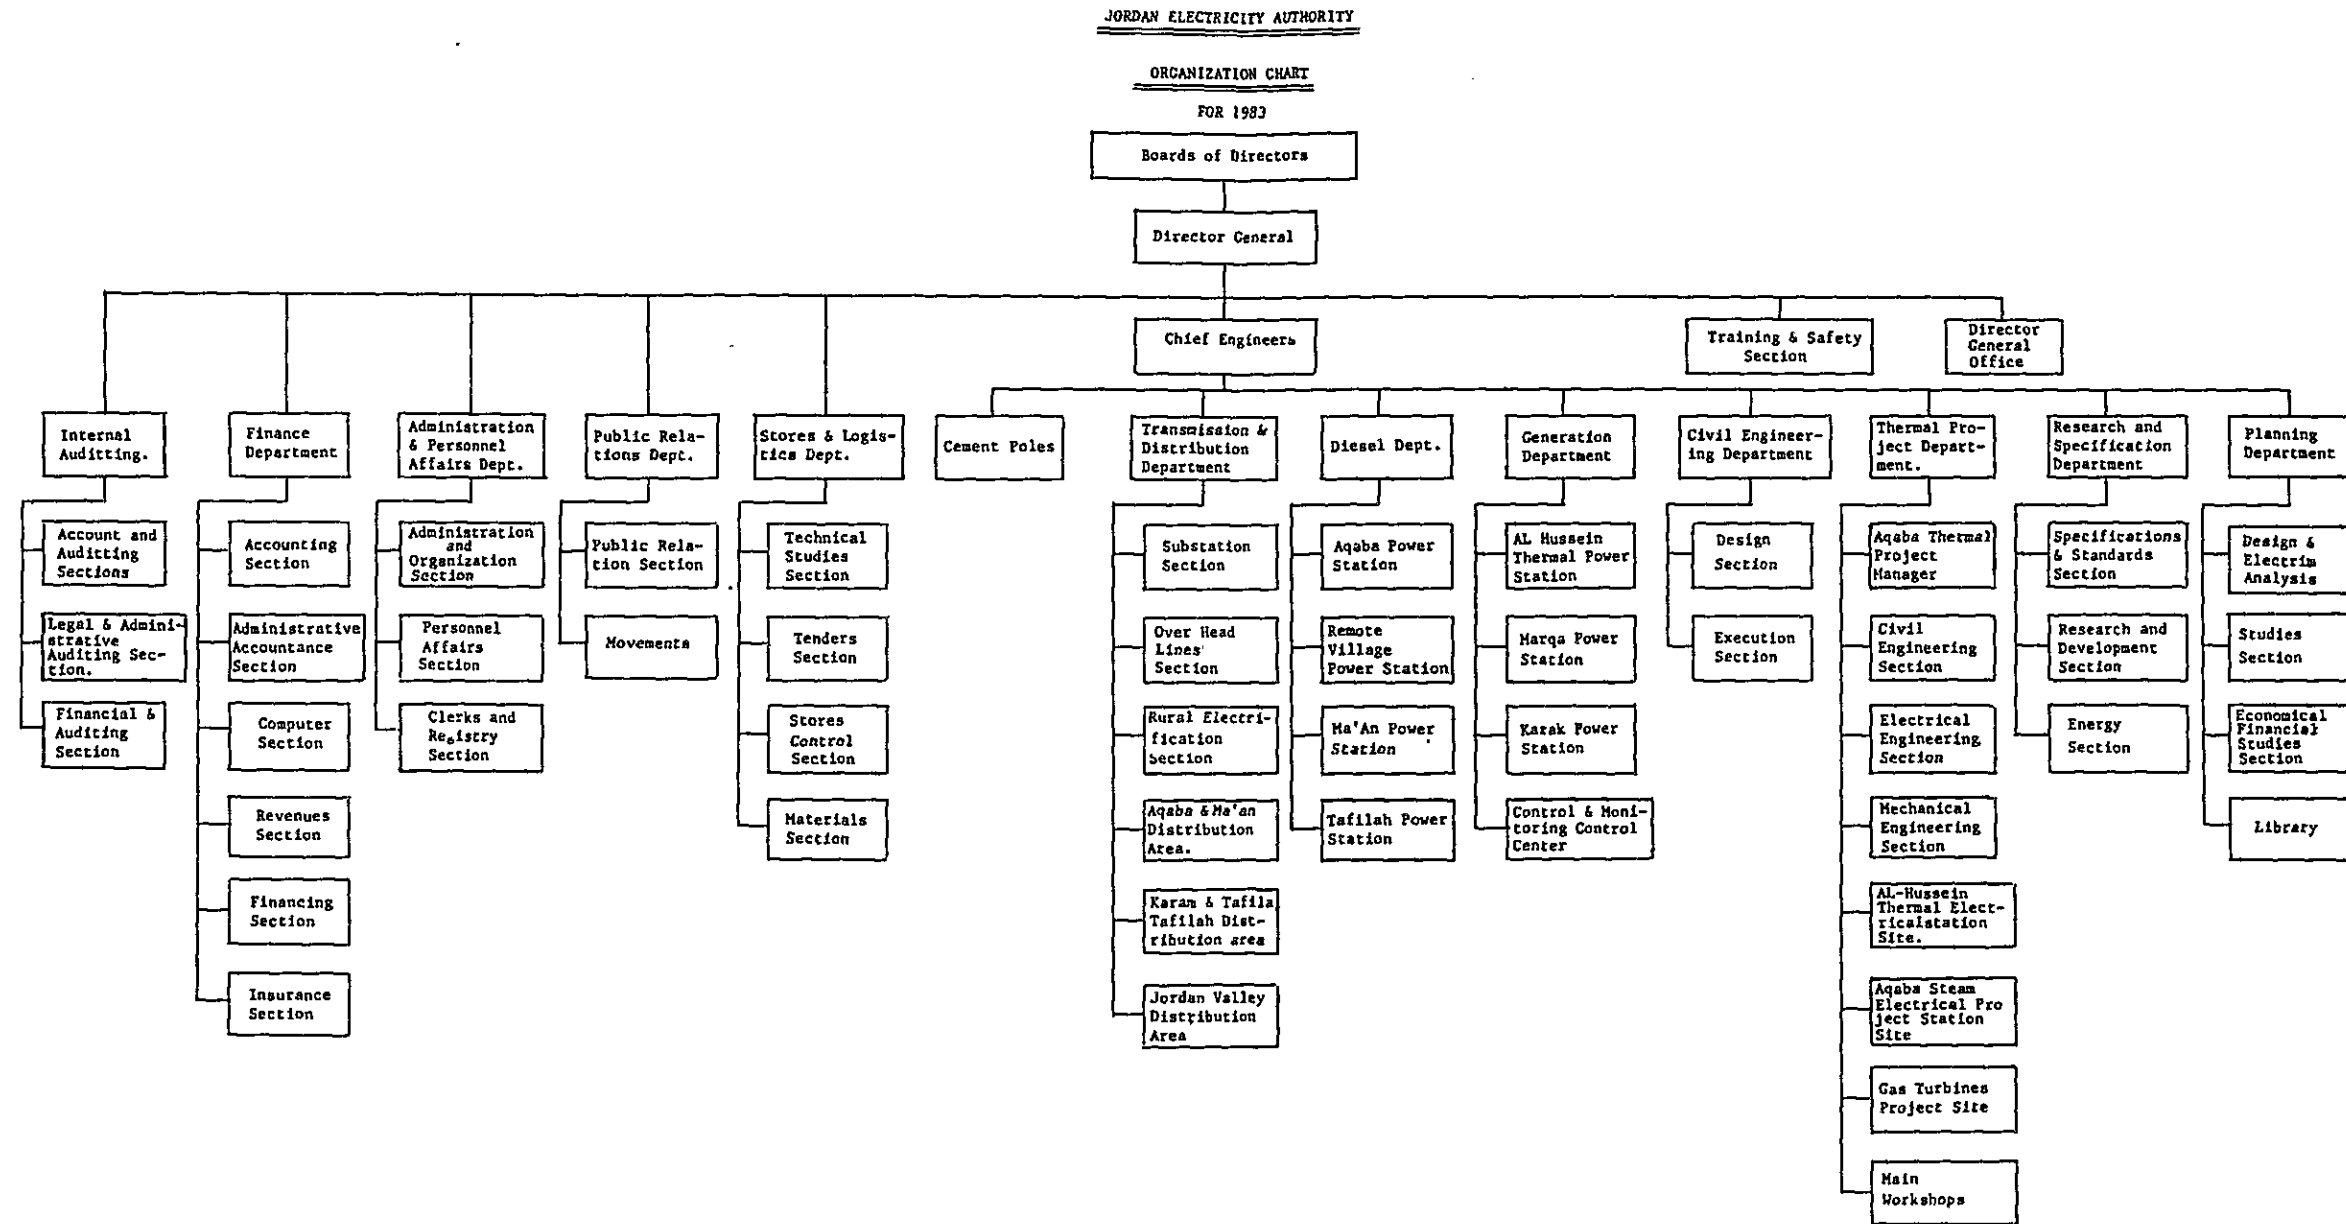 JORDAN ELECTRICITY AUTHORITY
ORGANIZATION CHART
FOR 1983
Boards of Directors
Director General
Chief Engineers
Training & Safety
Section
Director
General
Office
Internal
Auditting.
Finance
Department
Administration
& Personnel
Affairs Dept.
Public Rela-
tions Dept.
Stores & Logis-
tics Dept.
Cement Poles
Transmission &
Distribution
Department
Diesel Dept.
Generation
Department
Civil Engineer-
ing Department
Thermal Pro-
ject Depart-
ment.
Research and
Specification
Department
Planning
Department
Account and
Auditting
Sections
Legal & Admini-
strative
Auditing Sec-
tion.
Financial &
Auditing
Section
Accounting
Section
Administrative
Accountance
Section
Computer
Section
Revenues
Section
Financing
Section
Insurance
Section
Administration
and
Organization
Section
Personnel
Affairs
Section
Clerks and
Registry
Section
Public Rela-
tion Section
Movements
Technical
Studies
Section
Tenders
Section
Stores
Control
Section
Materials
Section
Substation
Section
Over Head
Lines
Section
Rural Electri-
fication
Section
Aqaba & Ma'an
Distribution
Area.
Karam & Tafila
Tafilah Dist-
ribution area
Jordan Valley
Distribution
Area
Aqaba Power
Station
Remote
Village
Power Station
Ma'An Power
Station
Tafilah Power
Station
AL Hussein
Thermal Power
Station
Marqa Power
Station
Karak Power
Station
Control & Moni-
toring Control
Center
Design
Section
Execution
Section
Aqaba Thermal
Project
Manager
Civil
Engineering
Section
Electrical
Engineering
Section
Mechanical
Engineering
Section
AL-Hussein
Thermal Elect-
ricalstation
Site.
Aqaba Steam
Electrical Pro
ject Station
Site
Gas Turbines
Project Site
Main
Workshops
Specifications
& Standards
Section
Research and
Development
Section
Energy
Section
Design &
Electrim
Analysis
Studies
Section
Economical
Financial
Studies
Section
Library